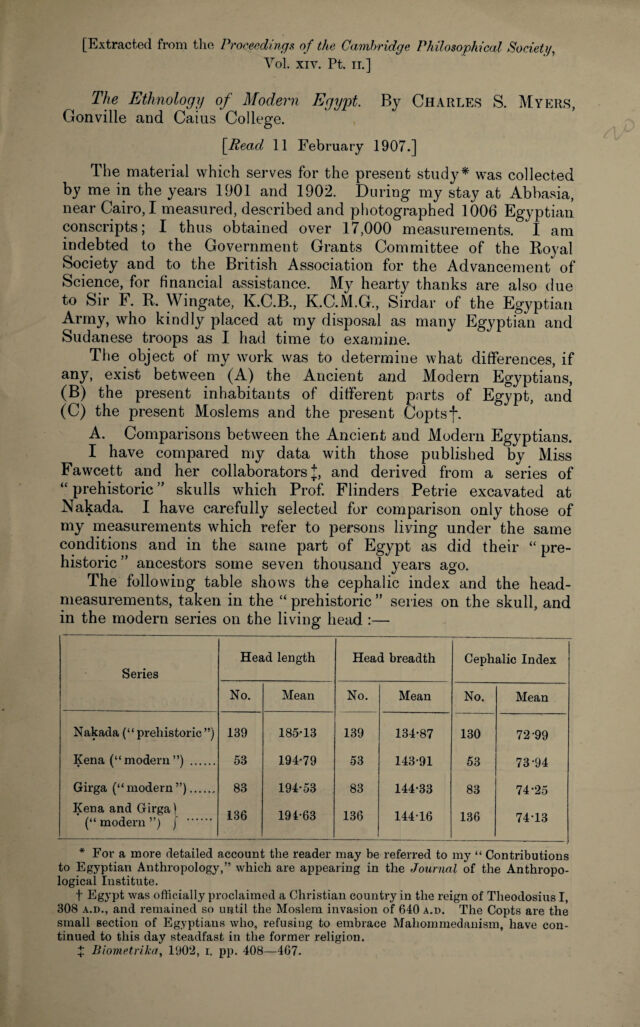 [Extracted from the Proceedings of the Cambridge Philosophical Society,
Vol. XIV. Pt. II.]
The Ethnology of Modern Egypt. By CHARLES S. MYERS,
Gonville and Caius College.
[Read 11 February 1907.]
The material which serves for the present study* was collected
by me in the years 1901 and 1902. During my stay at Abbasia,
near Cairo, I measured, described and photographed 1006 Egyptian
conscripts; I thus obtained over 17,000 measurements. I am
indebted to the Government Grants Committee of the Royal
Society and to the British Association for the Advancement of
Science, for financial assistance. My hearty thanks are also due
to Sir F. R. Wingate, K.C.B., K.C.M.G., Sirdar of the Egyptian
Army, who kindly placed at my disposal as many Egyptian and
Sudanese troops as I had time to examine.
The object of my work was to determine what differences, if
any, exist between (A) the Ancient and Modern Egyptians,
(B) the present inhabitants of different parts of Egypt, and
(C) the present Moslems and the present Copts†.
A. Comparisons between the Ancient and Modern Egyptians.
I have compared my data with those published by Miss
Fawcett and her collaborators‡, and derived from a series of
“prehistoric” skulls which Prof. Flinders Petrie excavated at
Naḳada. I have carefully selected for comparison only those of
my measurements which refer to persons living under the same
conditions and in the same part of Egypt as did their “pre-
historic” ancestors some seven thousand years ago.
The following table shows the cephalic index and the head-
measurements, taken in the “prehistoric” series on the skull, and
in the modern series on the living head :—
Series Head length Head breadth Cephalic Index
No. Mean No. Mean No. Mean
Naḳada (“prehistoric”) 139 185·13 139 134·87 130 72·99
Ḳena (“modern”) ...... 53 194·79 53 143·91 53 73·94
Girga (“modern”)...... 83 194·53 83 144·33 83 74·25
Ḳena and Girga }
(“modern”) } ...... 136 194·63 136 144·16 136 74·13
* For a more detailed account the reader may be referred to my “Contributions
to Egyptian Anthropology,” which are appearing in the Journal of the Anthropo-
logical Institute.
† Egypt was officially proclaimed a Christian country in the reign of Theodosius I,
308 A.D., and remained so until the Moslem invasion of 640 A.D. The Copts are the
small section of Egyptians who, refusing to embrace Mahommedanism, have con-
tinued to this day steadfast in the former religion.
‡ Biometrika, 1902, I. pp. 408—467.